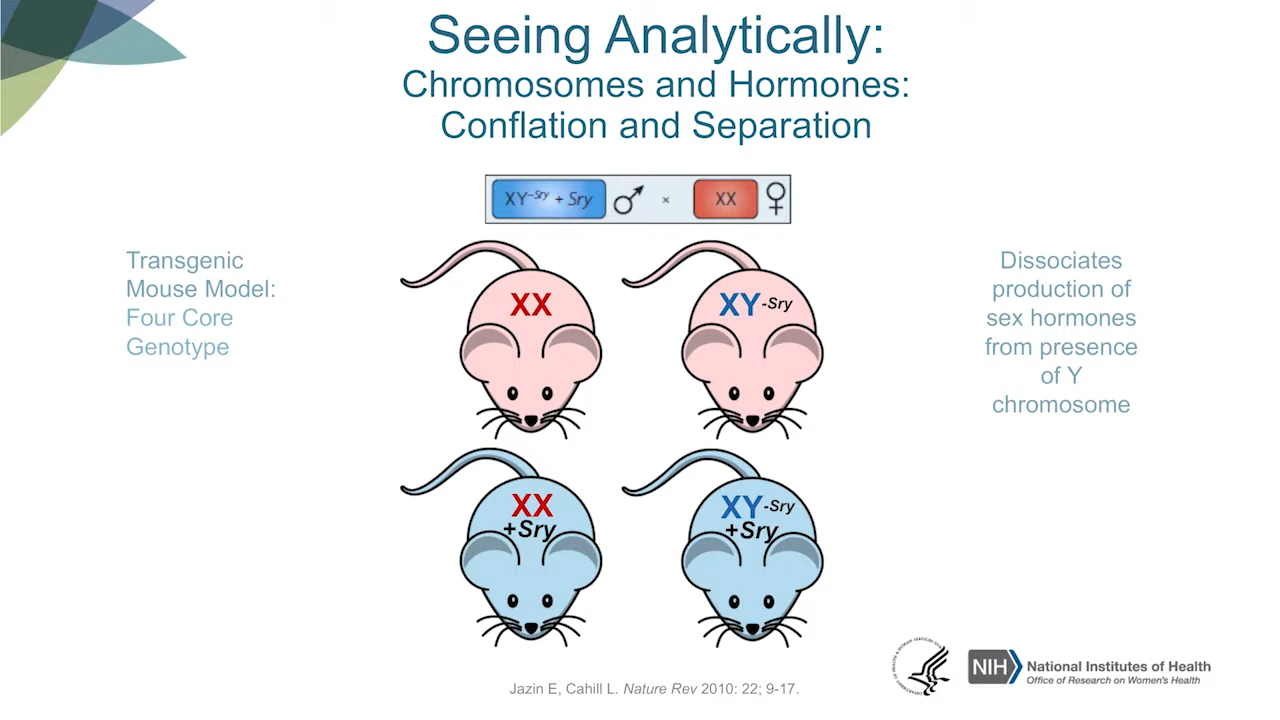 Seeing Analytically:
Chromosomes and Hormones:
Conflation and Separation
XY-Sry + Sry ♂ × XX ♀
Transgenic
Mouse Model:
Four Core
Genotype
XX
XY-Sry
XX
+Sry
XY-Sry
+Sry
Dissociates
production of
sex hormones
from presence
of Y
chromosome
Jazin E, Cahill L. Nature Rev 2010: 22; 9-17.
NIH
National Institutes of Health
Office of Research on Women's Health